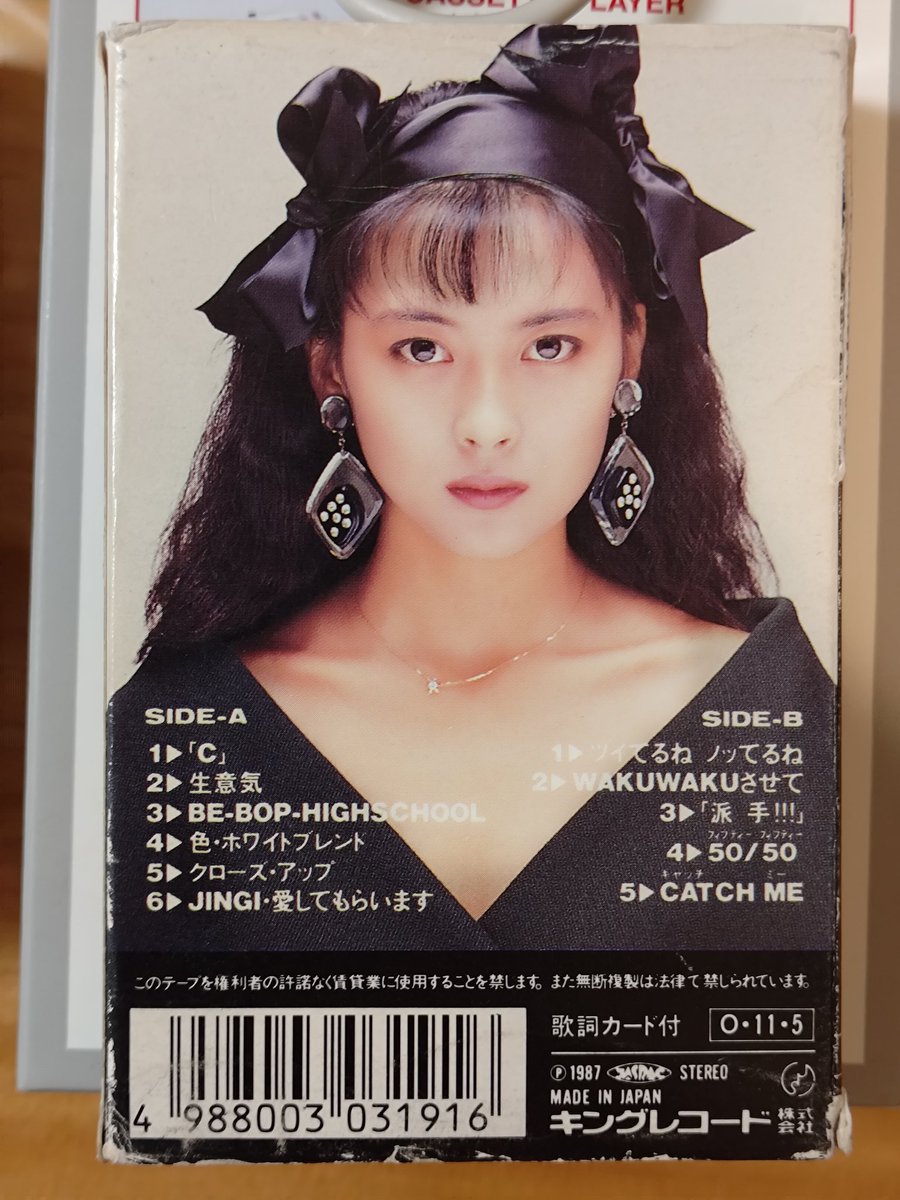 LAYER
SIDE-A
1▶「C」
2▶生意気
3▶BE-BOP-HIGHSCHOOL
4▶色・ホワイトブレンド
5▶クローズ・アップ
6▶JINGI・愛してもらいます
SIDE-B
1▶ツイてるね ノッてるね
2▶WAKUWAKUさせて
3▶「派手!!!」
フィフティー フィフティー
4▶50/50
キャッチ ミー
5▶CATCH ME
このテープを権利者の許諾なく賃貸業に使用することを禁します。また無断複製は法律で禁じられています。
4 988003 031916
歌詞カード付
O・11・5
Ⓟ1987 JASRAC STEREO
MADE IN JAPAN
キングレコード株式会社